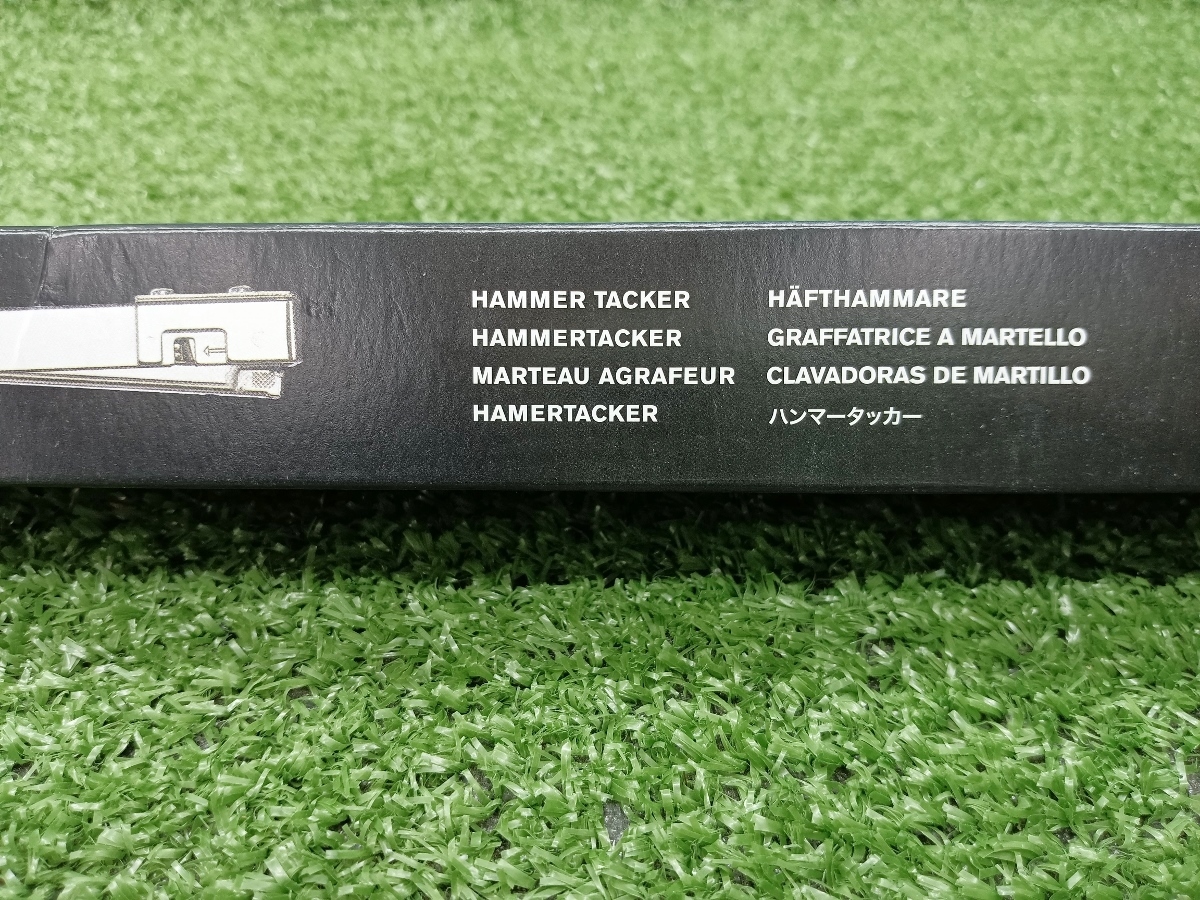 HAMMER TACKER
HAMMERTACKER
MARTEAU AGRAFEUR
HAMERTACKER
HÄFTHAMMARE
GRAFFATRICE A MARTELLO
CLAVADORAS DE MARTILLO
ハンマータッカー